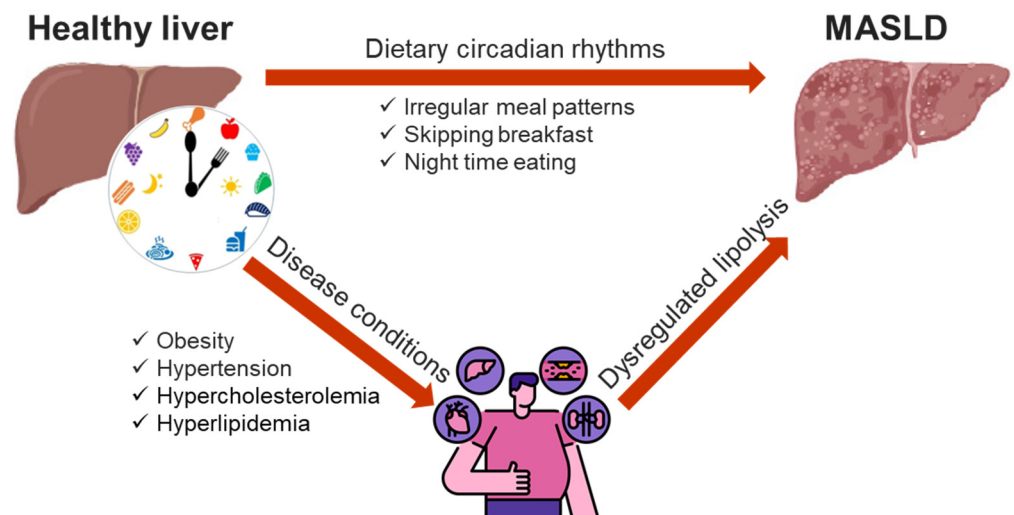 Healthy liver
MASLD
Dietary circadian rhythms
✓ Irregular meal patterns
✓ Skipping breakfast
✓ Night time eating
Disease conditions
Dysregulated lipolysis
✓ Obesity
✓ Hypertension
✓ Hypercholesterolemia
✓ Hyperlipidemia